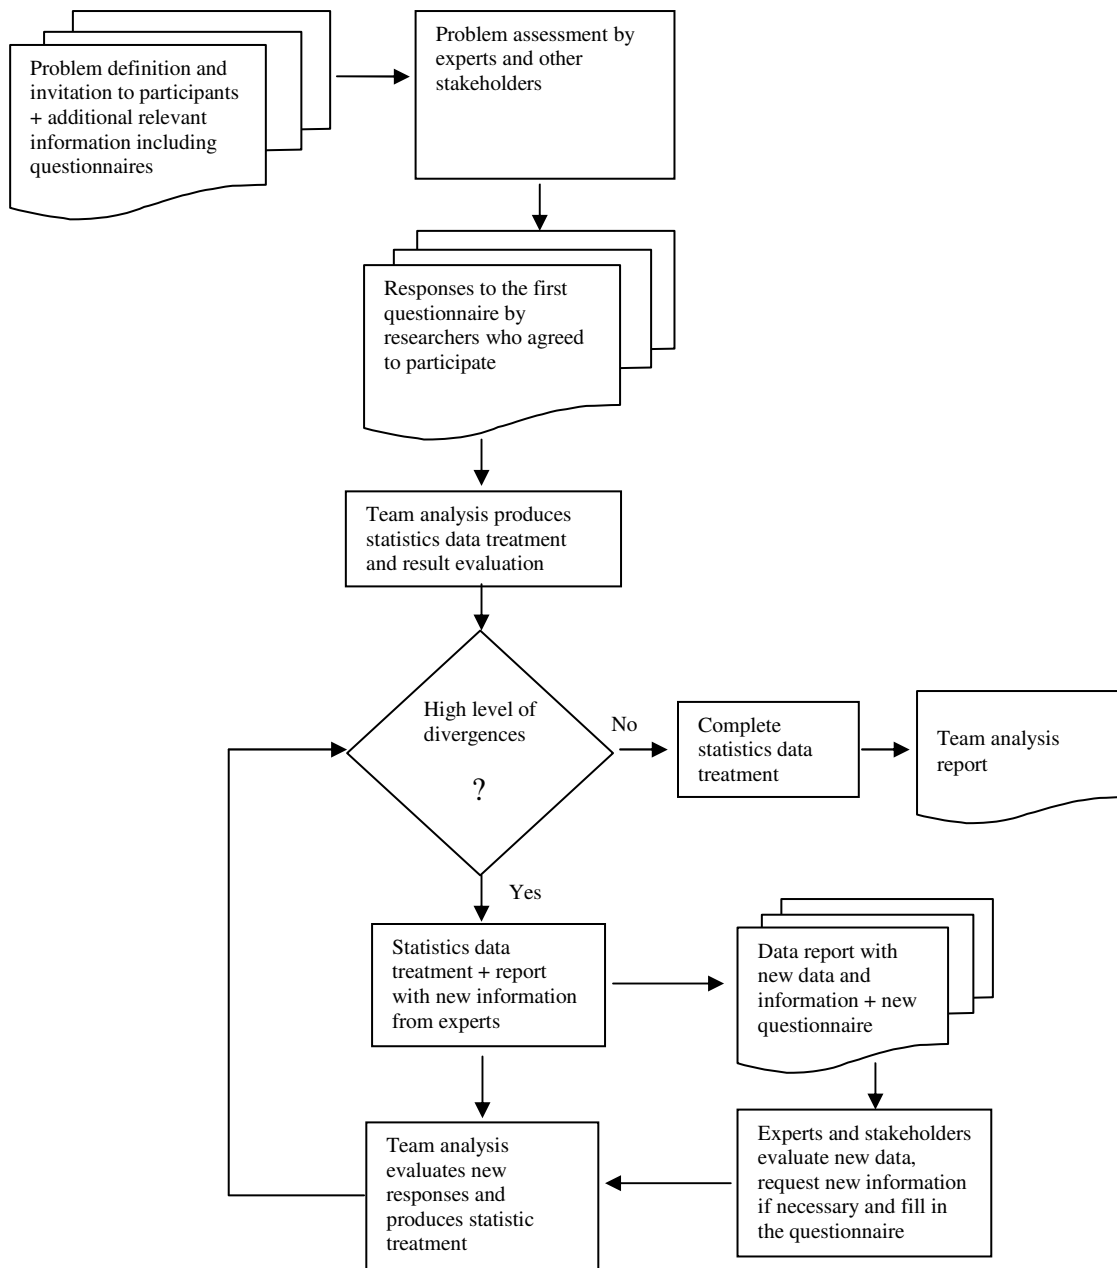 Problem definition and
invitation to participants
+ additional relevant
information including
questionnaires
Problem assessment by
experts and other
stakeholders
Responses to the first
questionnaire by
researchers who agreed
to participate
Team analysis produces
statistics data treatment
and result evaluation
High level of
divergences
?
No
Complete
statistics data
treatment
Team analysis
report
Yes
Statistics data
treatment + report
with new information
from experts
Data report with
new data and
information + new
questionnaire
Experts and stakeholders
evaluate new data,
request new information
if necessary and fill in
the questionnaire
Team analysis
evaluates new
responses and
produces statistic
treatment